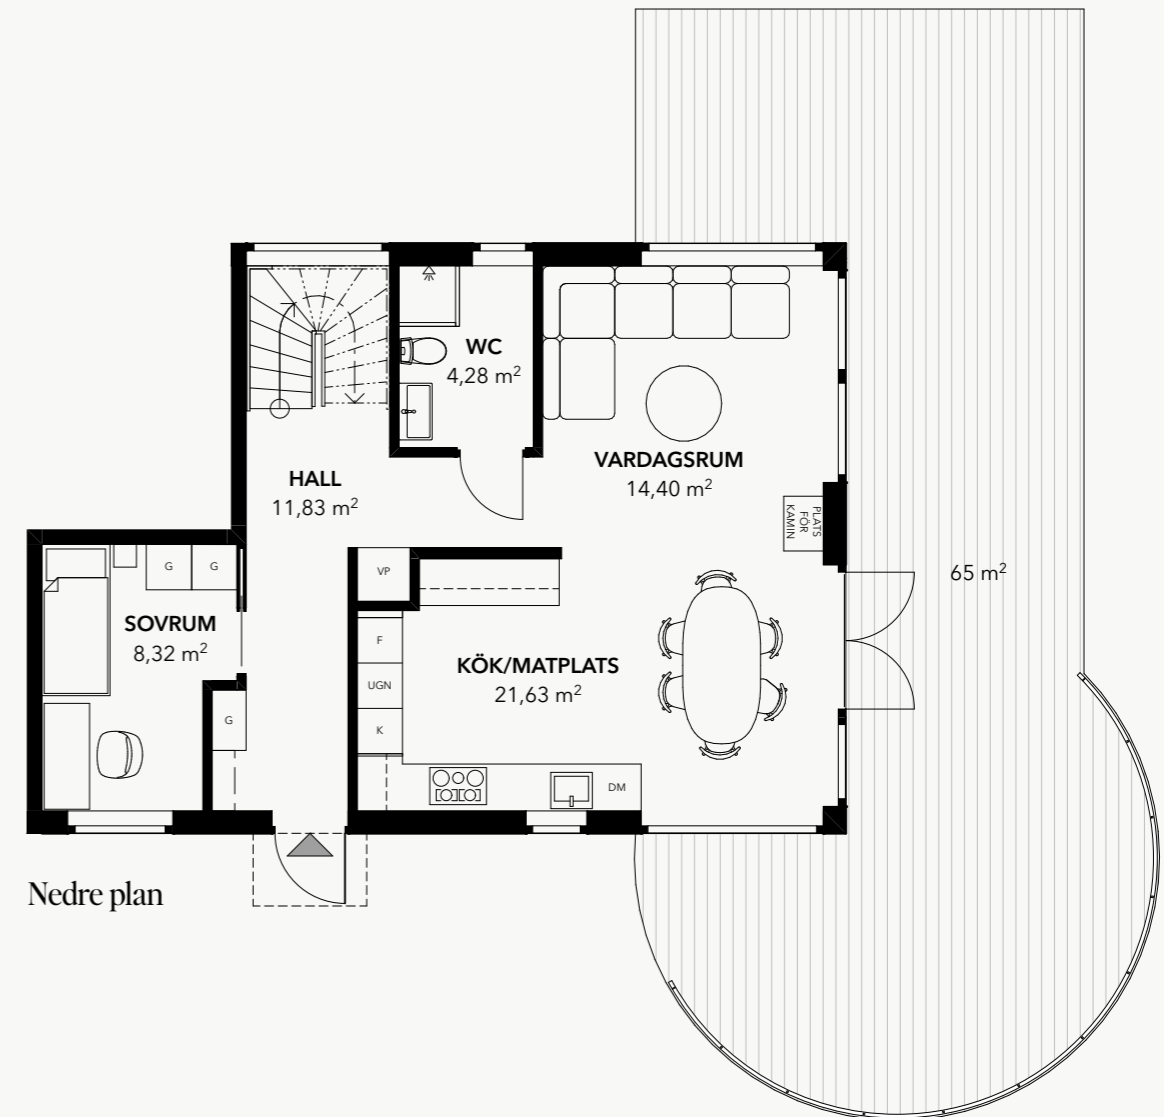 WC
4,28 m²
VARDAGSRUM
14,40 m²
HALL
11,83 m²
PLATS
FÖR
KAMIN
65 m²
G
G
VP
SOVRUM
8,32 m²
F
KÖK/MATPLATS
21,63 m²
UGN
G
K
DM
Nedre plan